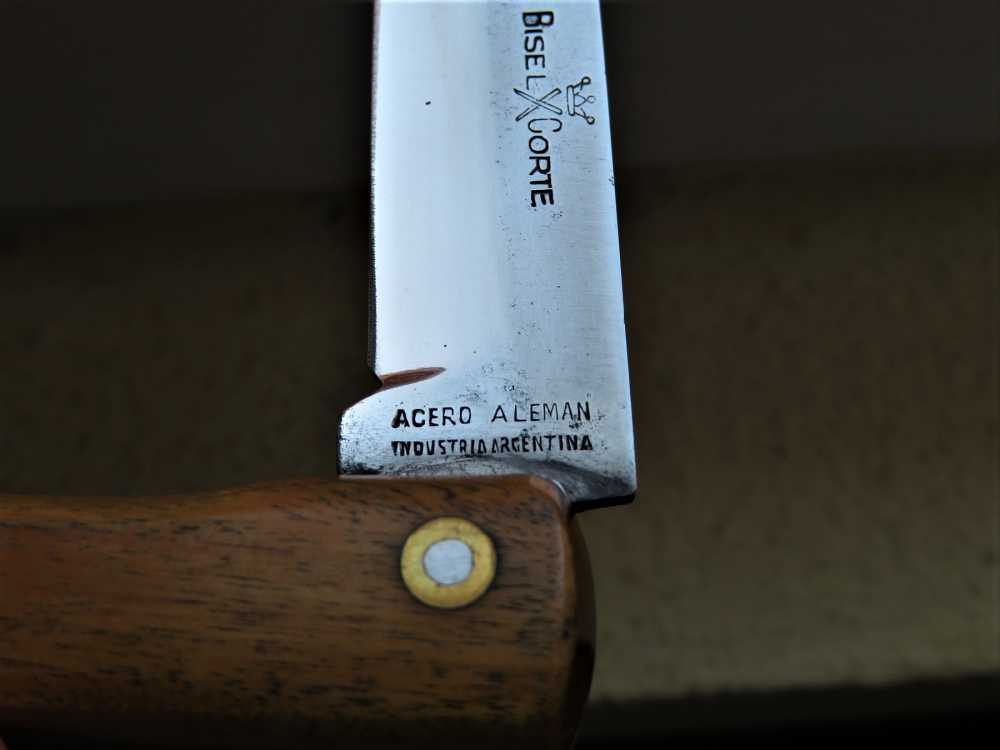 BISEL CORTE
ACERO ALEMAN
INDUSTRIA ARGENTINA